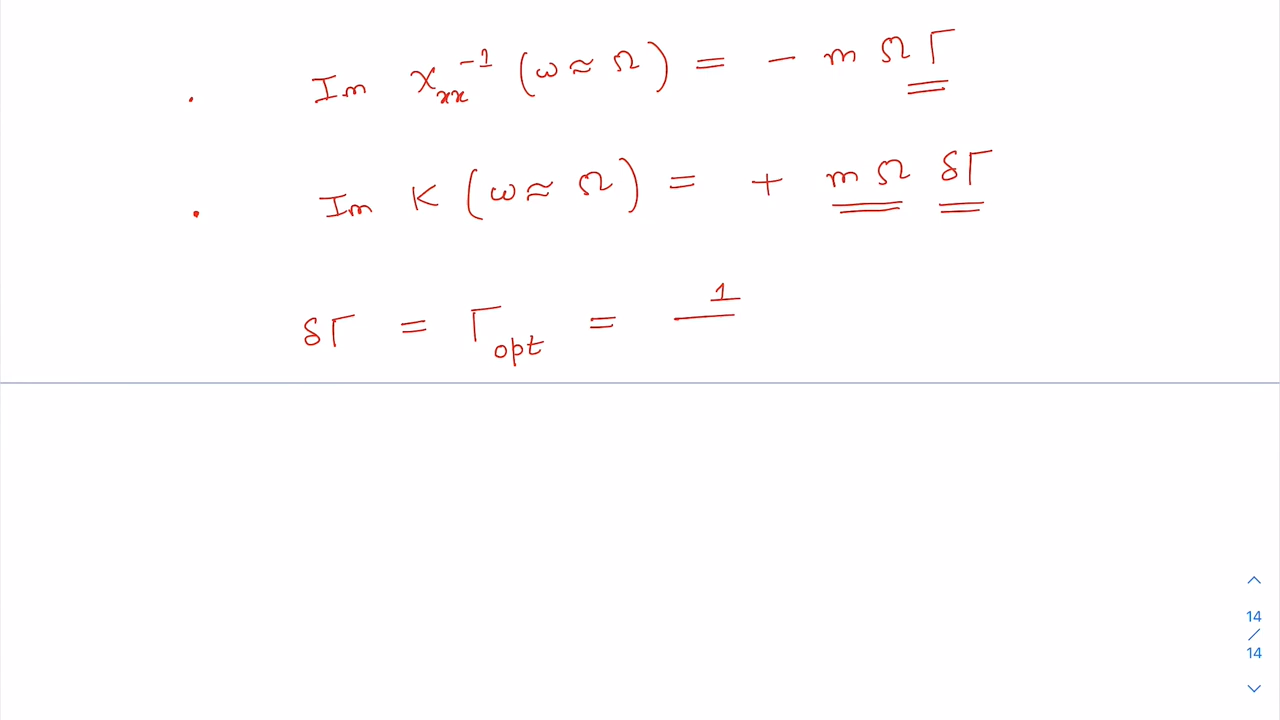 . Im χ_xx^-1 (ω ≈ Ω) = - m Ω Γ
. Im K (ω ≈ Ω) = + m Ω δΓ
δΓ = Γ_opt = 1
14
/
14